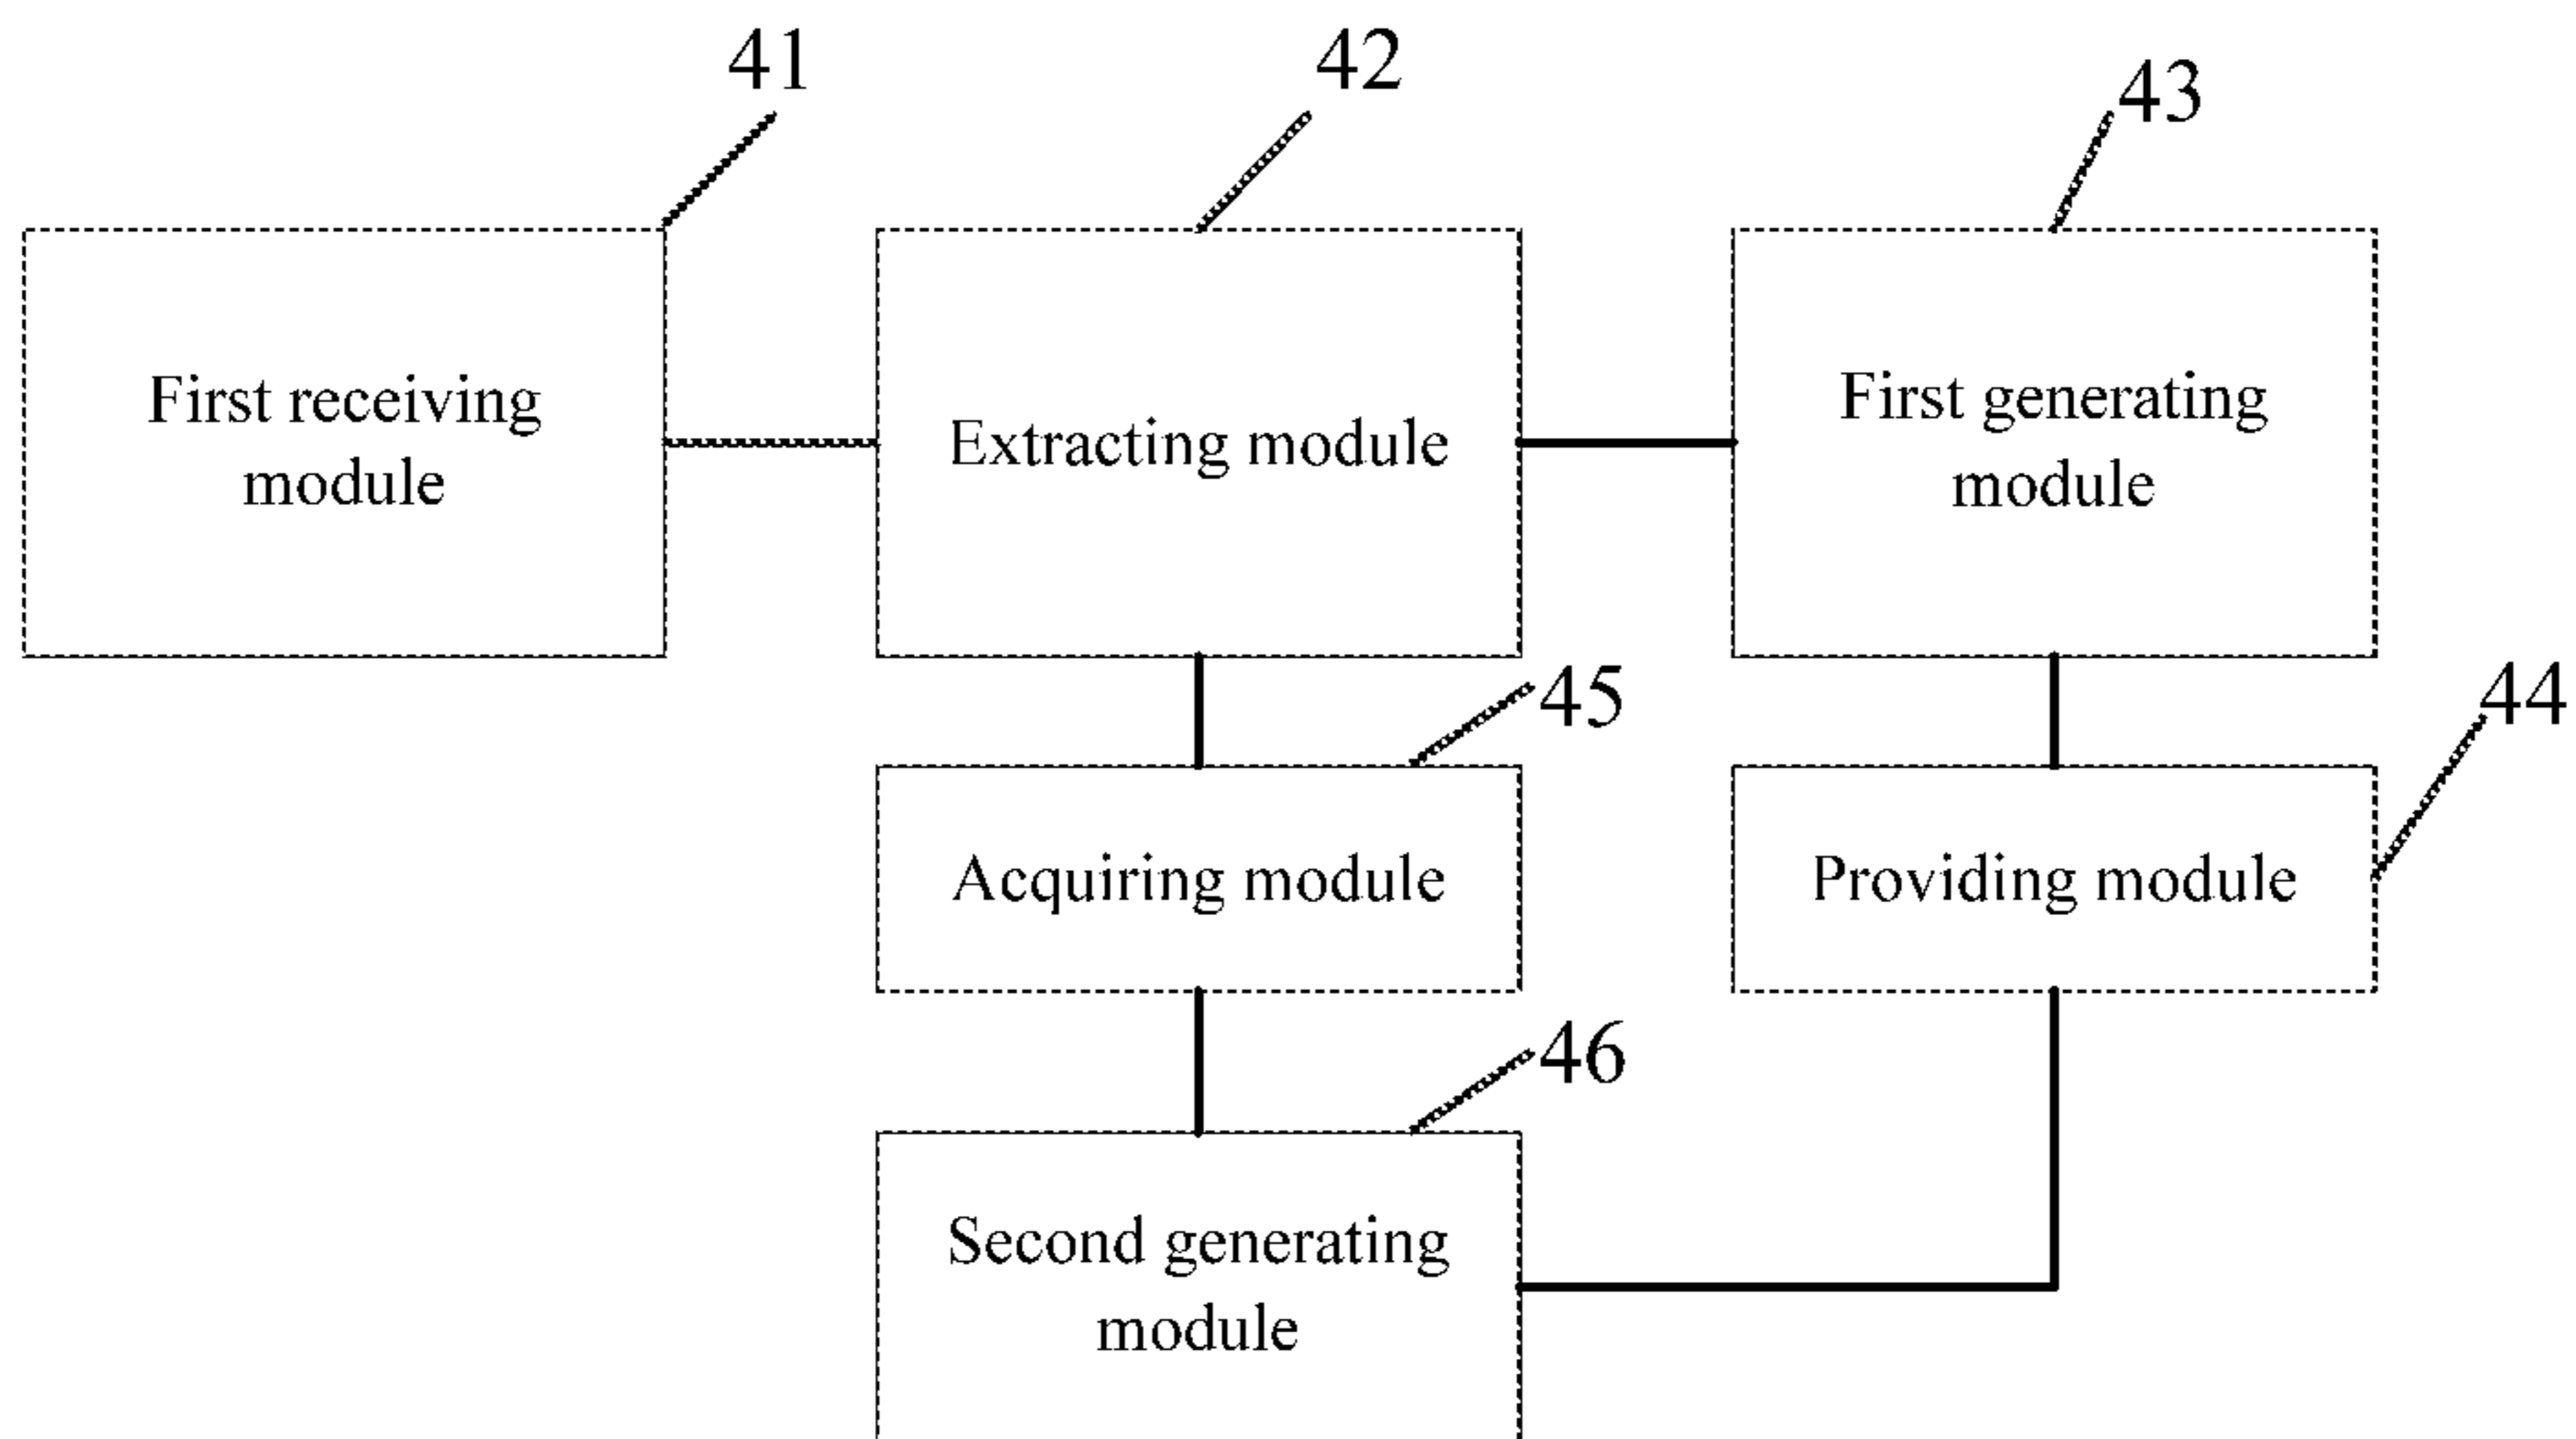 41
42
43
First receiving
module
Extracting module
First generating
module
45
44
Acquiring module
Providing module
46
Second generating
module